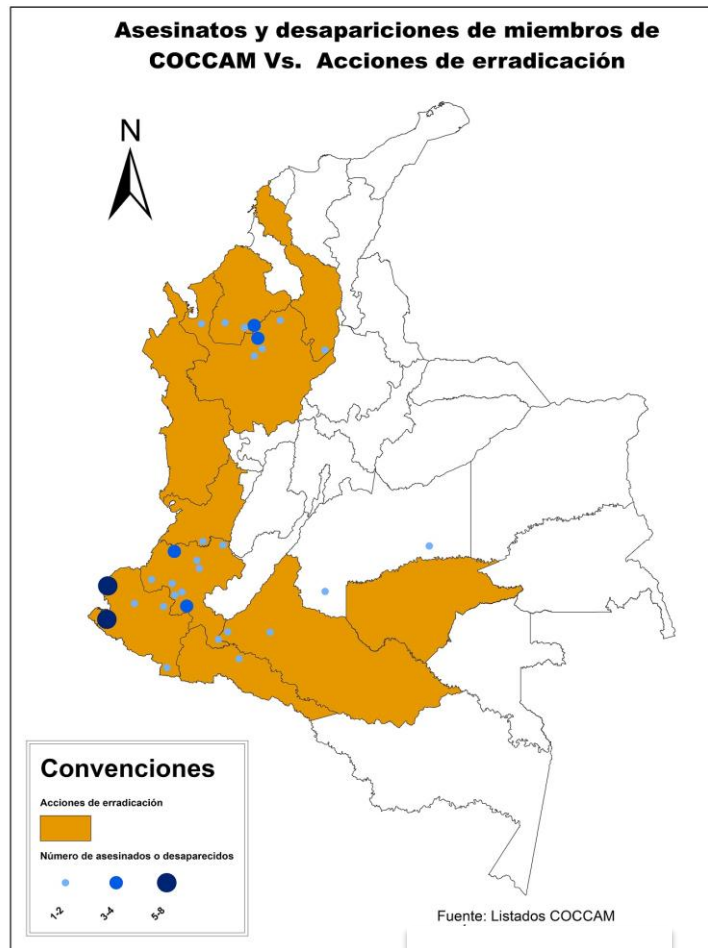 Asesinatos y desapariciones de miembros de
COCCAM Vs. Acciones de erradicación
N
Convenciones
Acciones de erradicación
Número de asesinados o desaparecidos
1-2
3-4
5-8
Fuente: Listados COCCAM